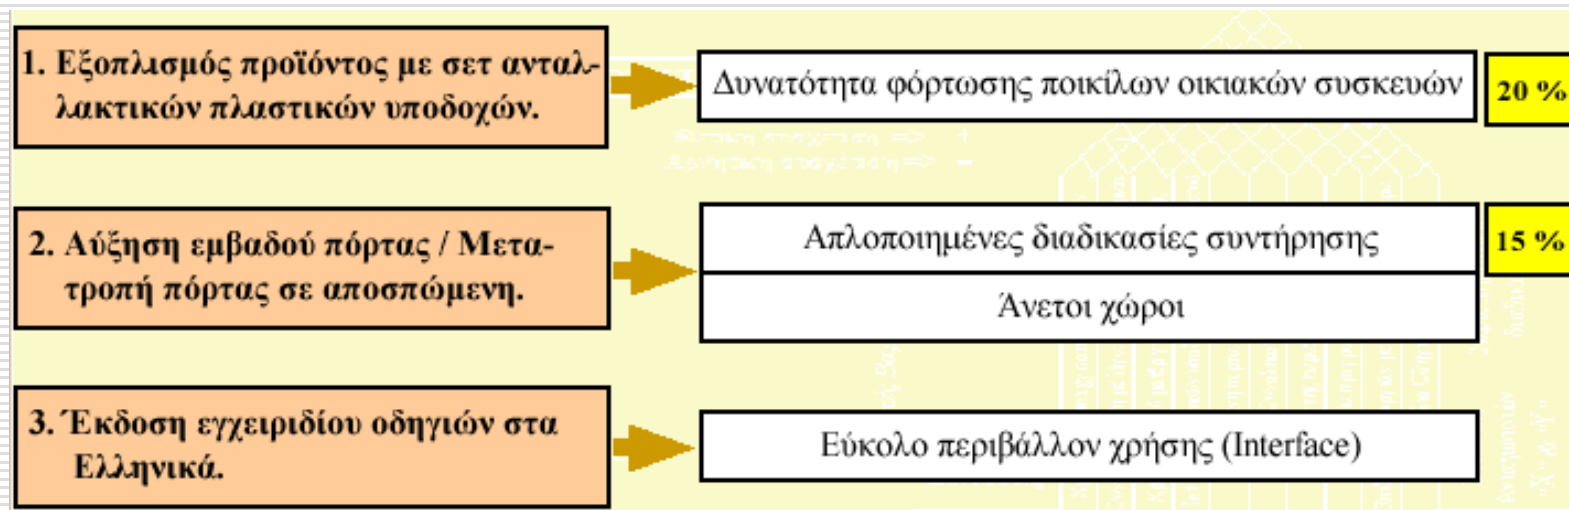 1. Εξοπλισμός προϊόντος με σετ ανταλ-
λακτικών πλαστικών υποδοχών.
Δυνατότητα φόρτωσης ποικίλων οικιακών συσκευών
20 %
2. Αύξηση εμβαδού πόρτας / Μετα-
τροπή πόρτας σε αποσπώμενη.
Απλοποιημένες διαδικασίες συντήρησης
15 %
Άνετοι χώροι
3. Έκδοση εγχειριδίου οδηγιών στα
Ελληνικά.
Εύκολο περιβάλλον χρήσης (Interface)